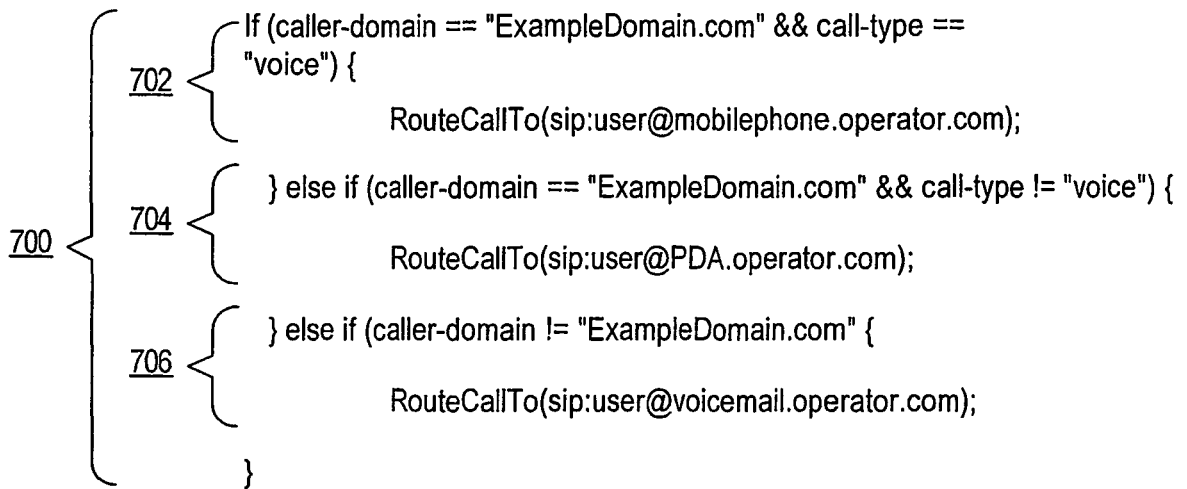 If (caller-domain == "ExampleDomain.com" && call-type ==
"voice") {
702
RouteCallTo(sip:user@mobilephone.operator.com);
} else if (caller-domain == "ExampleDomain.com" && call-type != "voice") {
704
700
RouteCallTo(sip:user@PDA.operator.com);
} else if (caller-domain != "ExampleDomain.com" {
706
RouteCallTo(sip:user@voicemail.operator.com);
}